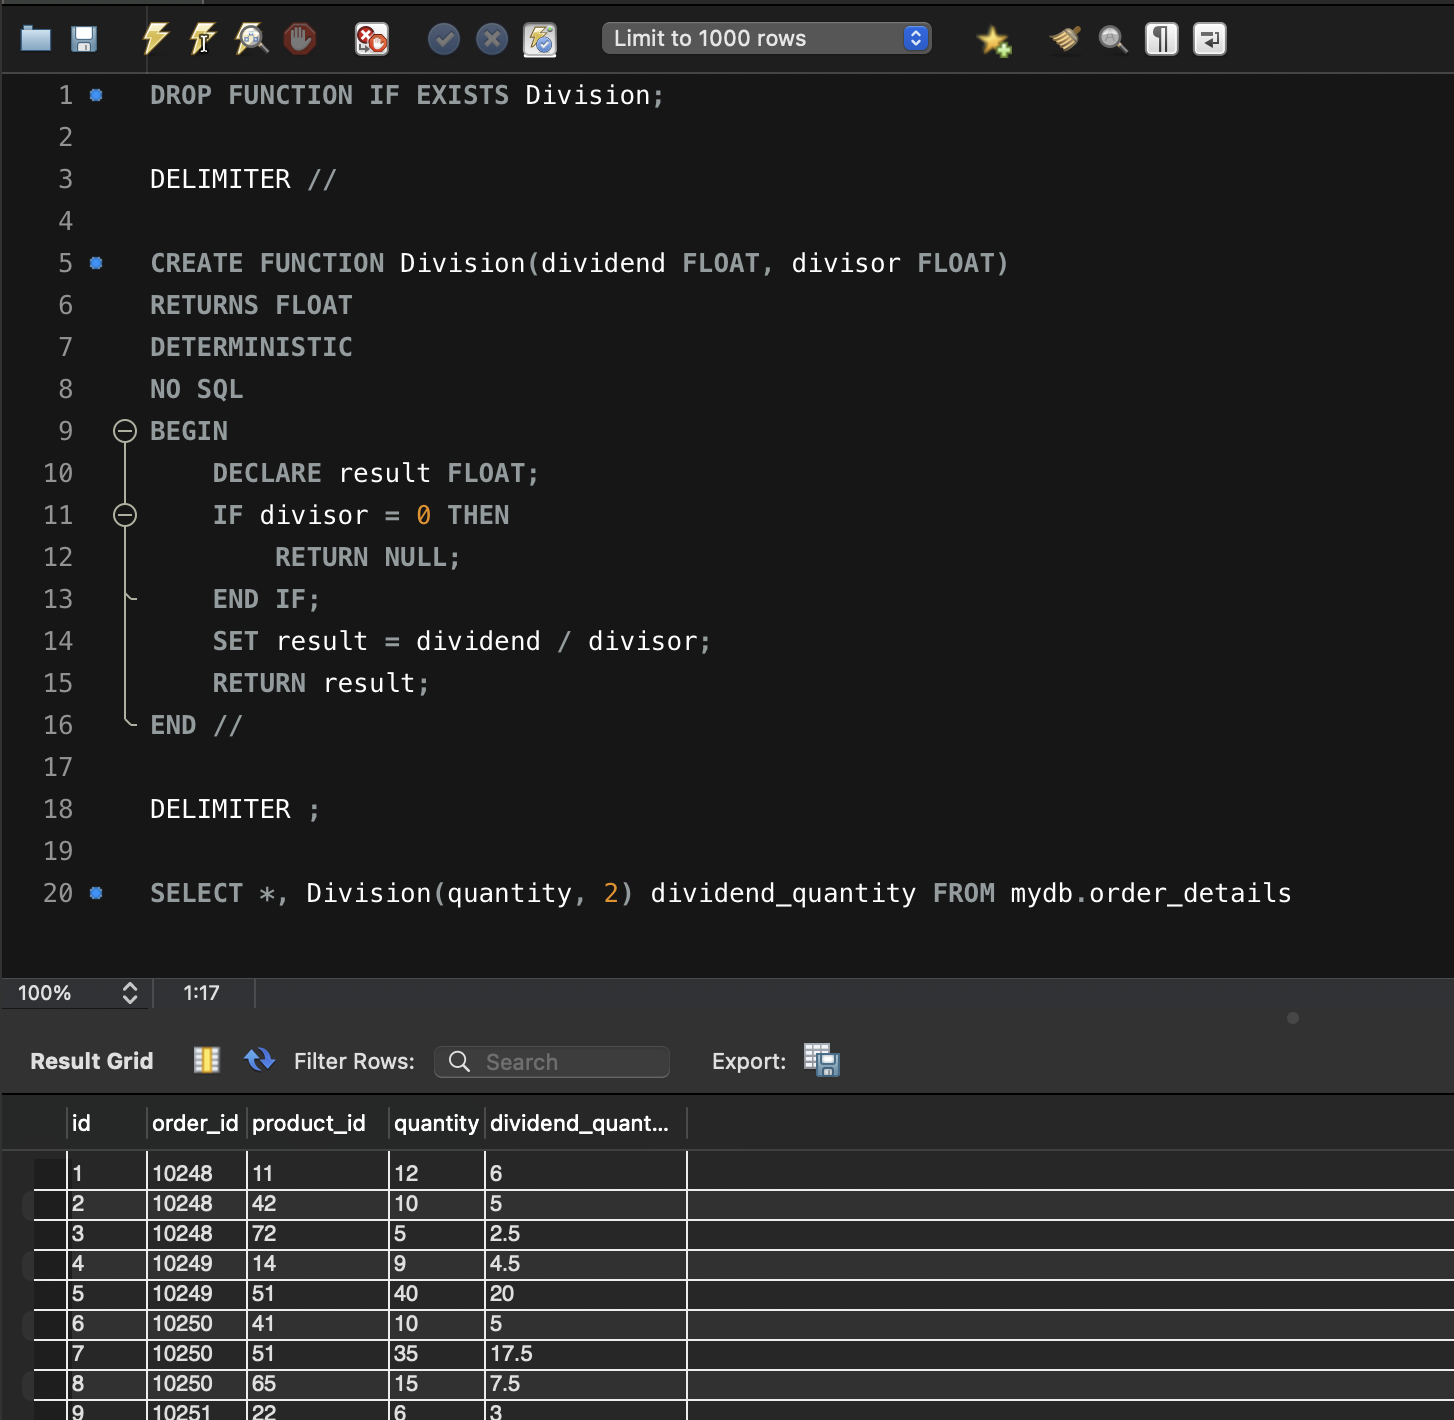 Limit to 1000 rows
1 DROP FUNCTION IF EXISTS Division;
2
3 DELIMITER //
4
5 CREATE FUNCTION Division(dividend FLOAT, divisor FLOAT)
6 RETURNS FLOAT
7 DETERMINISTIC
8 NO SQL
9 BEGIN
10 DECLARE result FLOAT;
11 IF divisor = 0 THEN
12 RETURN NULL;
13 END IF;
14 SET result = dividend / divisor;
15 RETURN result;
16 END //
17
18 DELIMITER ;
19
20 SELECT *, Division(quantity, 2) dividend_quantity FROM mydb.order_details
100% 1:17
Result Grid Filter Rows: Search Export:
id order_id product_id quantity dividend_quant...
1 10248 11 12 6
2 10248 42 10 5
3 10248 72 5 2.5
4 10249 14 9 4.5
5 10249 51 40 20
6 10250 41 10 5
7 10250 51 35 17.5
8 10250 65 15 7.5
9 10251 22 6 3